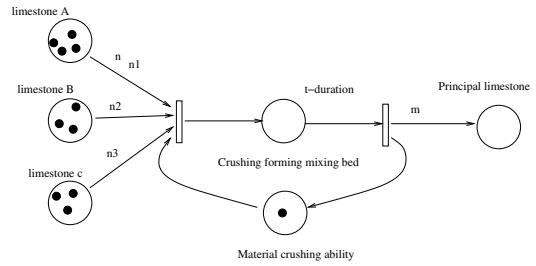 limestone A
n
n1
t−duration
limestone B
n2
m
Principal limestone
n3
limestone c
Crushing forming mixing bed
Material crushing ability